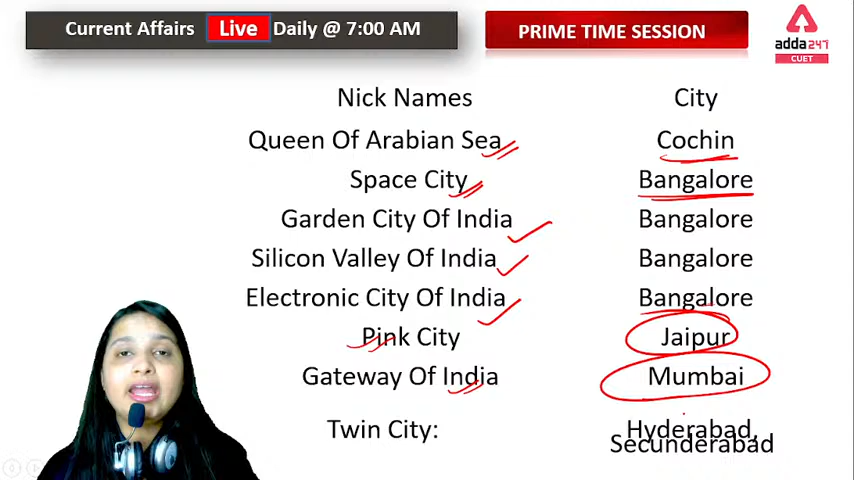 Current Affairs Live Daily @ 7:00 AM
PRIME TIME SESSION
adda247
CUET
Nick Names City
Queen Of Arabian Sea Cochin
Space City Bangalore
Garden City Of India Bangalore
Silicon Valley Of India Bangalore
Electronic City Of India Bangalore
Pink City Jaipur
Gateway Of India Mumbai
Twin City: Hyderabad,
Secunderabad